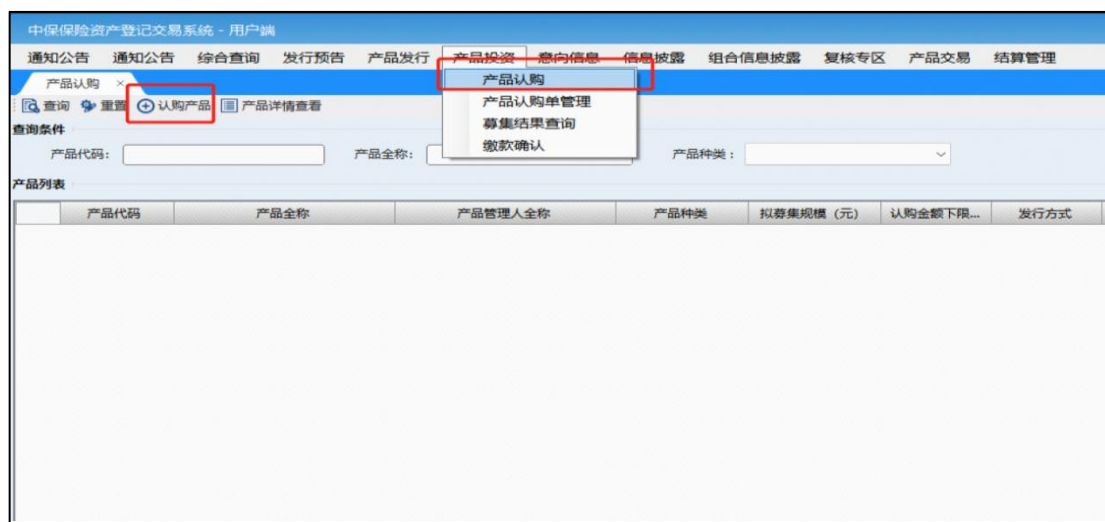 中保保险资产登记交易系统 - 用户端
通知公告 通知公告 综合查询 发行预告 产品发行 产品投资 意向信息 信息披露 组合信息披露 复核专区 产品交易 结算管理
产品认购 ×
产品认购
查询 重置 认购产品 产品详情查看
产品认购单管理
募集结果查询
缴款确认
查询条件
产品代码: 产品全称: 产品种类:
产品列表
产品代码 产品全称 产品管理人全称 产品种类 拟募集规模（元） 认购金额下限... 发行方式